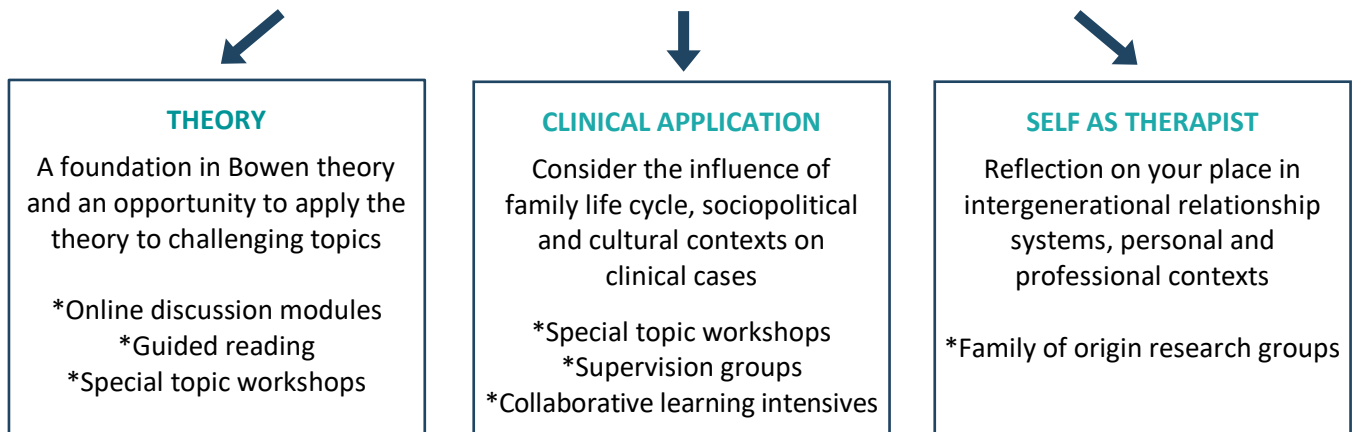 THEORY
A foundation in Bowen theory
and an opportunity to apply the
theory to challenging topics
*Online discussion modules
*Guided reading
*Special topic workshops
CLINICAL APPLICATION
Consider the influence of
family life cycle, sociopolitical
and cultural contexts on
clinical cases
*Special topic workshops
*Supervision groups
*Collaborative learning intensives
SELF AS THERAPIST
Reflection on your place in
intergenerational relationship
systems, personal and
professional contexts
*Family of origin research groups